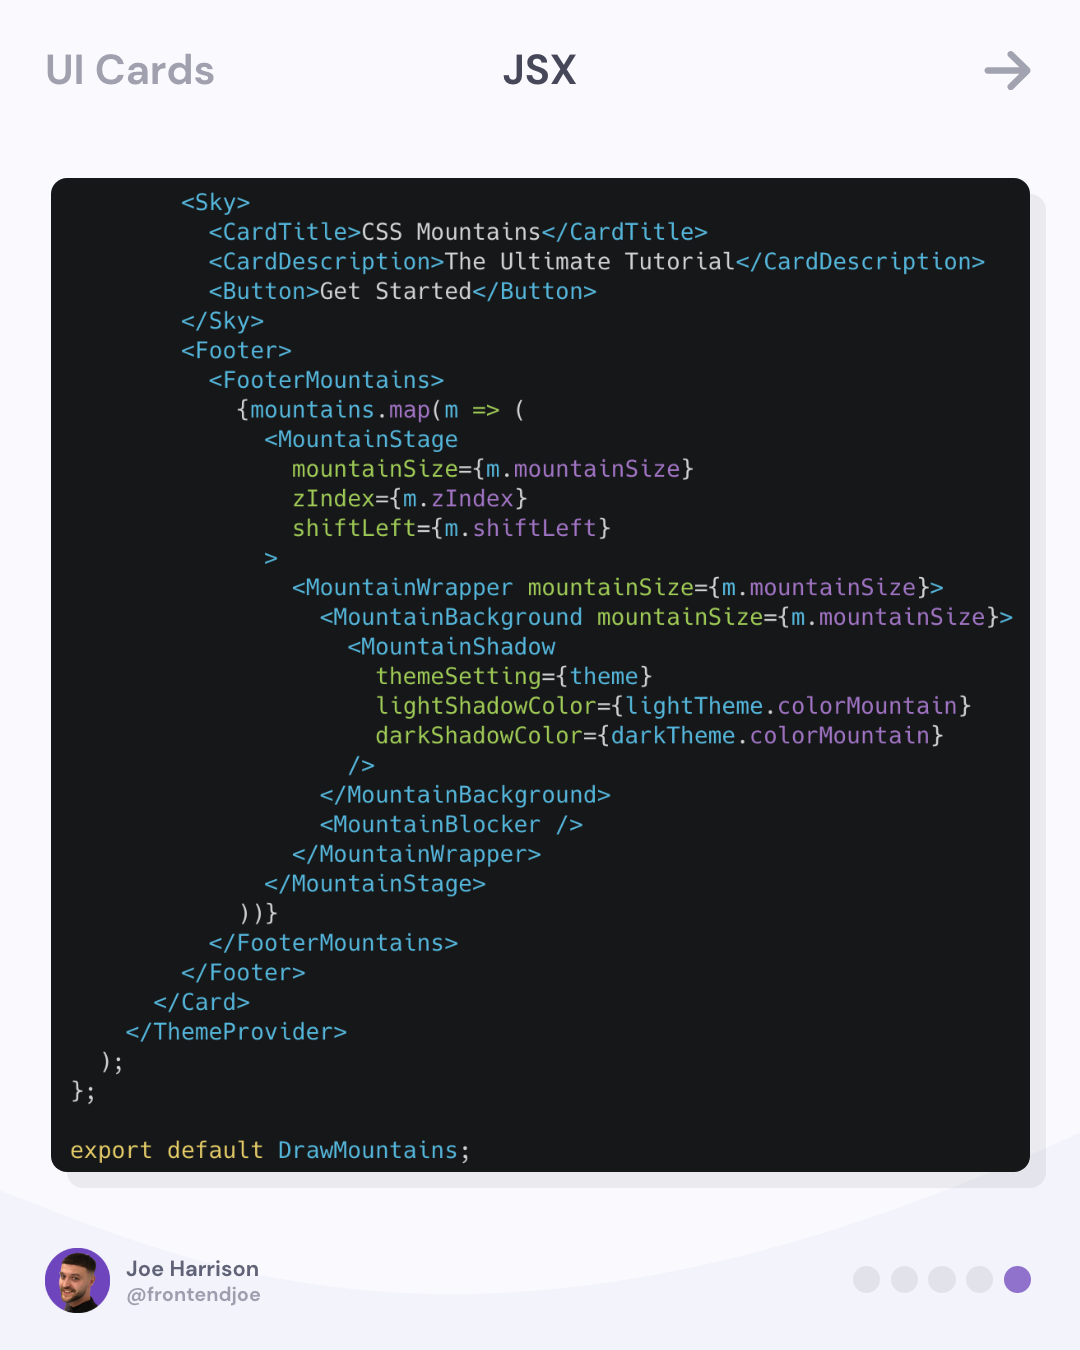 UI Cards
JSX
<Sky>
<CardTitle>CSS Mountains</CardTitle>
<CardDescription>The Ultimate Tutorial</CardDescription>
<Button>Get Started</Button>
</Sky>
<Footer>
<FooterMountains>
{mountains.map(m => (
<MountainStage
mountainSize={m.mountainSize}
zIndex={m.zIndex}
shiftLeft={m.shiftLeft}
>
<MountainWrapper mountainSize={m.mountainSize}>
<MountainBackground mountainSize={m.mountainSize}>
<MountainShadow
themeSetting={theme}
lightShadowColor={lightTheme.colorMountain}
darkShadowColor={darkTheme.colorMountain}
/>
</MountainBackground>
<MountainBlocker />
</MountainWrapper>
</MountainStage>
))}
</FooterMountains>
</Footer>
</Card>
</ThemeProvider>
);
};
export default DrawMountains;
Joe Harrison
@frontendjoe